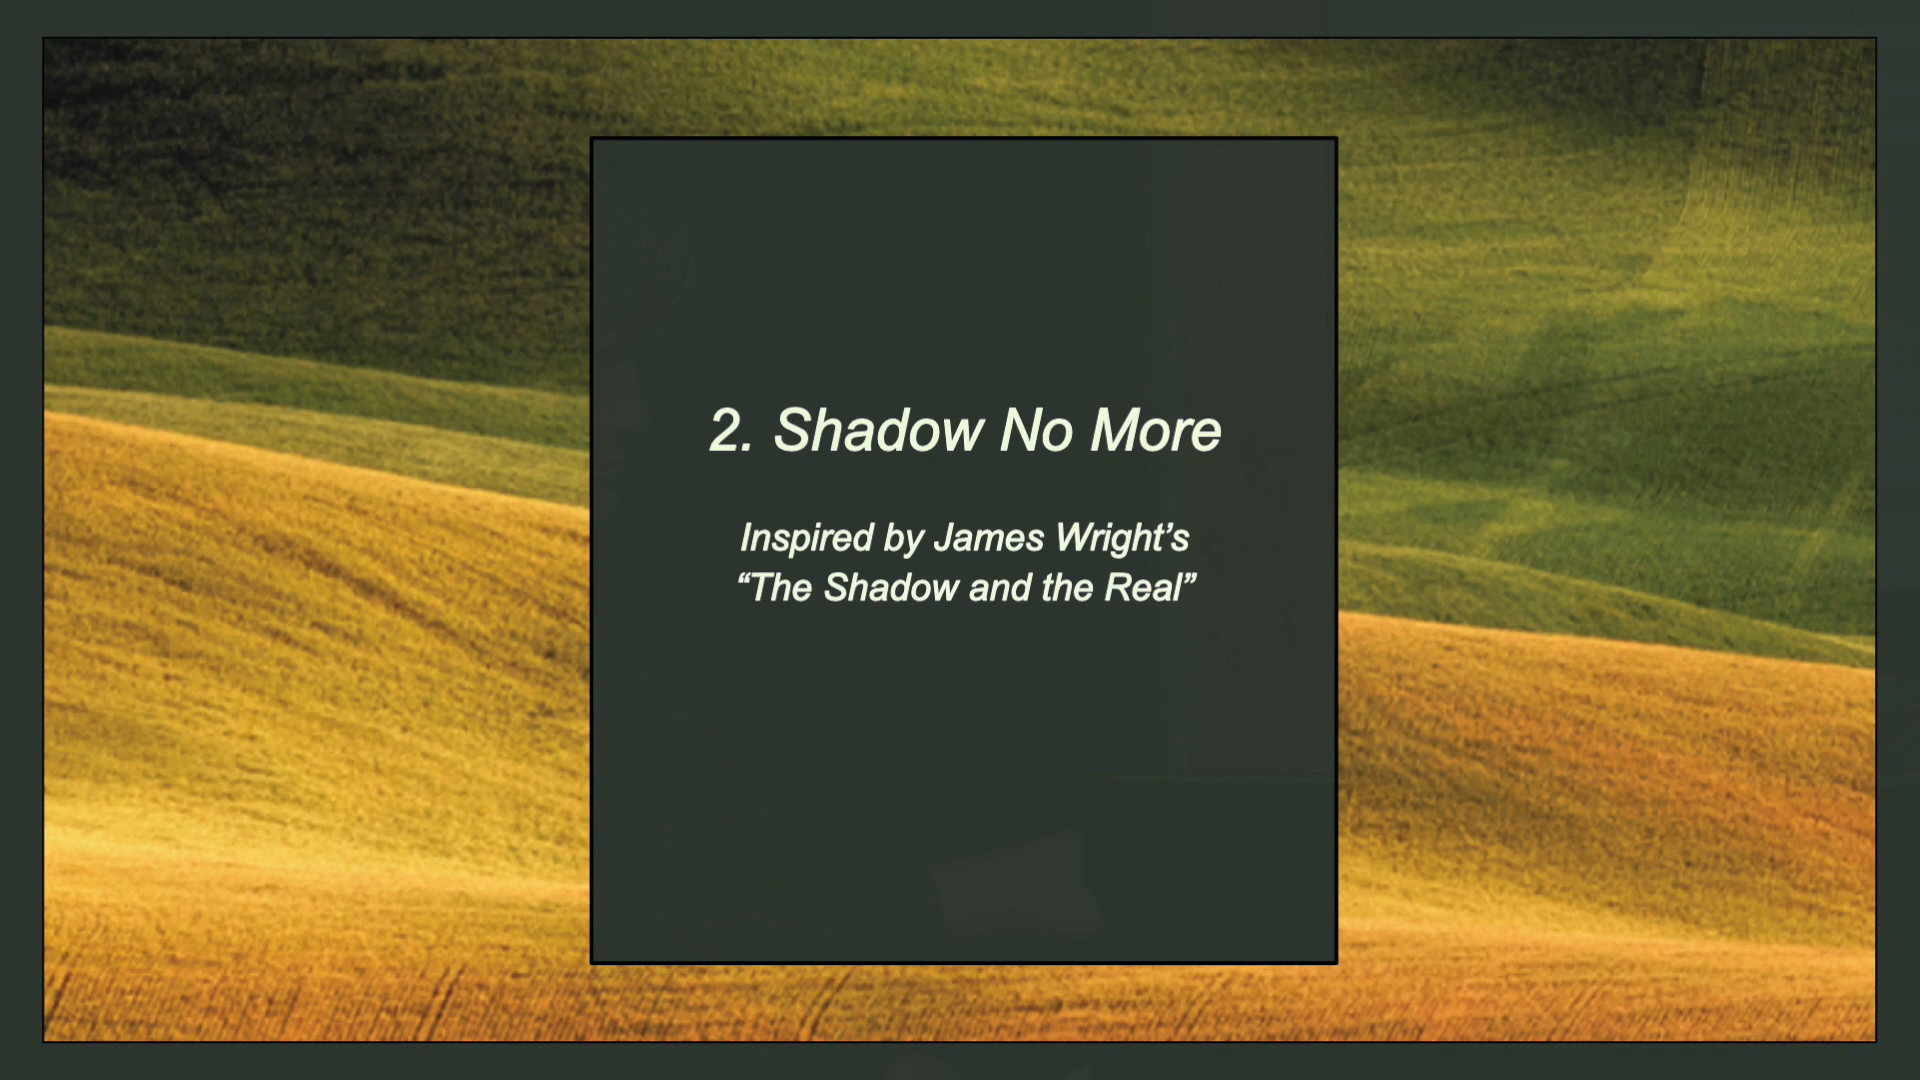 2. Shadow No More
Inspired by James Wright’s
“The Shadow and the Real”